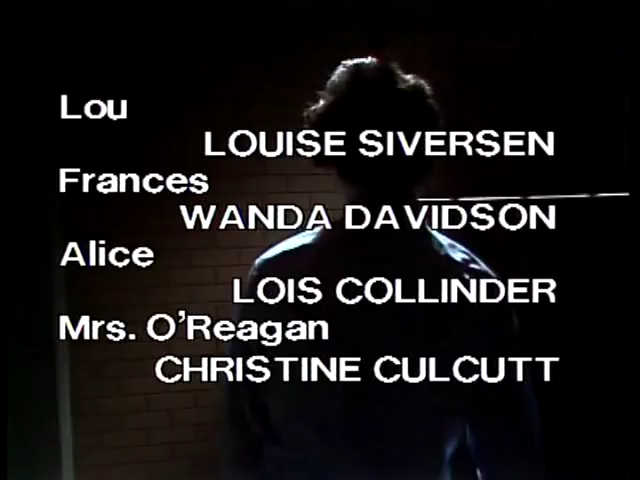 Lou
LOUISE SIVERSEN
Frances
WANDA DAVIDSON
Alice
LOIS COLLINDER
Mrs. O'Reagan
CHRISTINE CULCUTT